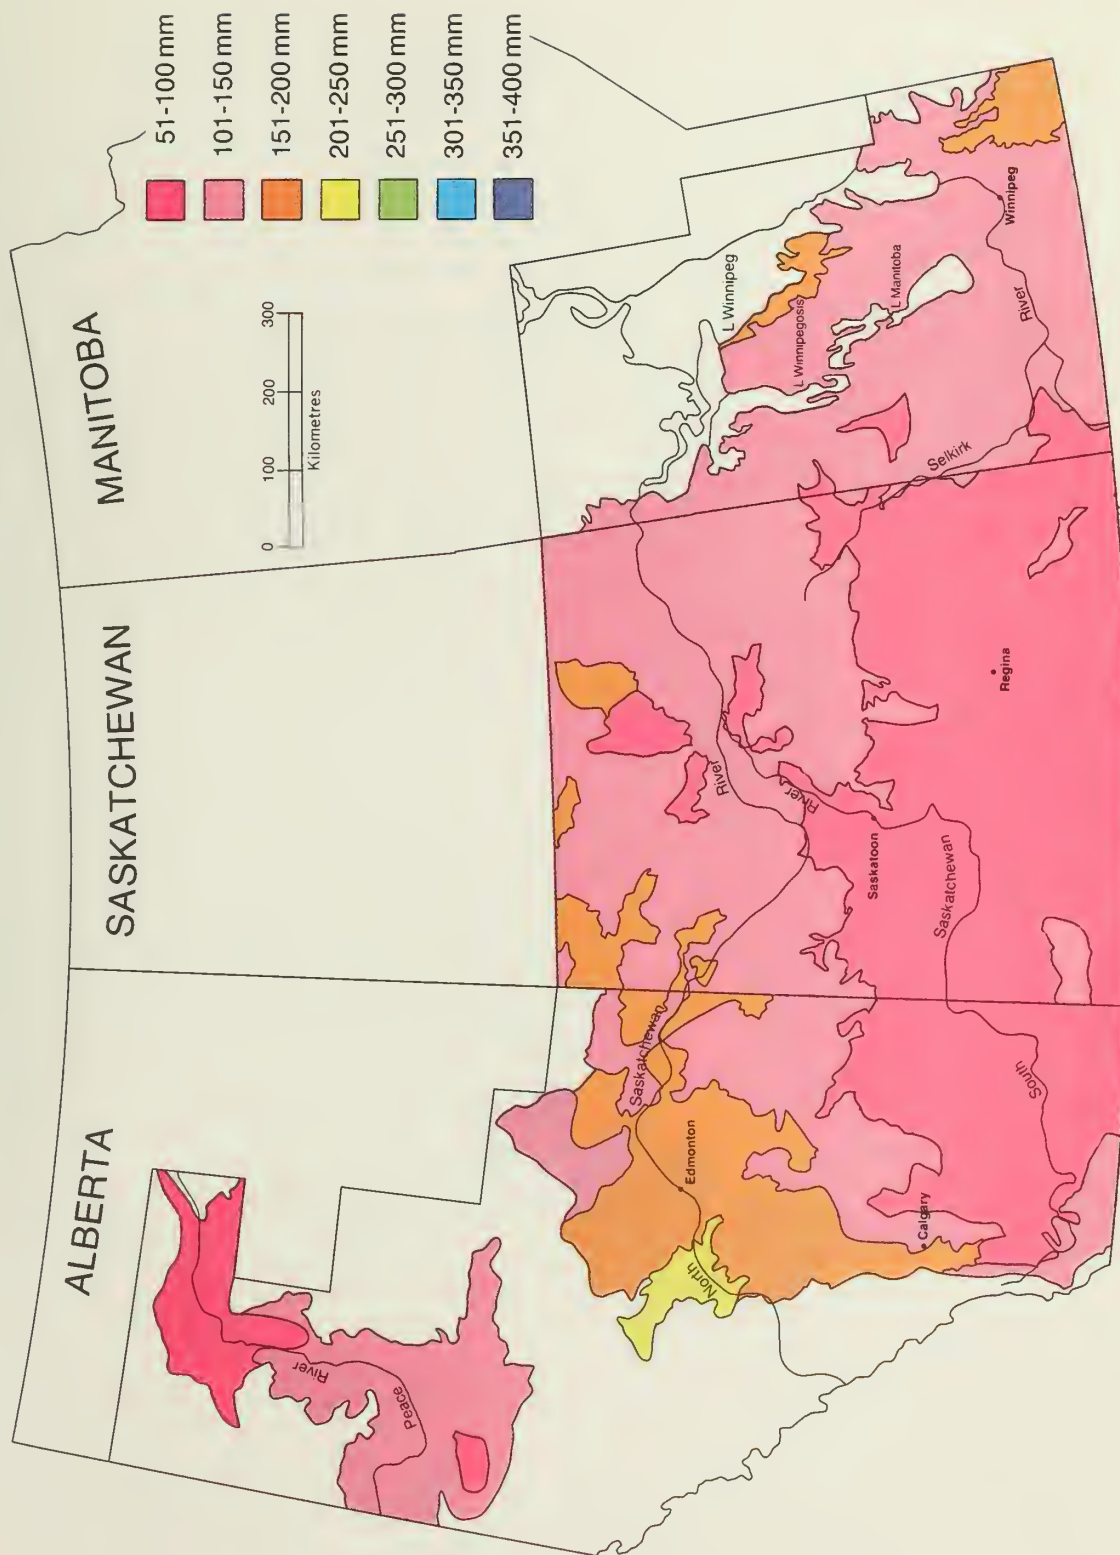 ALBERTA
SASKATCHEWAN
MANITOBA
51-100 mm
101-150 mm
151-200 mm
201-250 mm
251-300 mm
301-350 mm
351-400 mm
0 100 200 300
Kilometres
River
Peace
North
Edmonton
Saskatchewan
Calgary
South
River
River
River
Saskatoon
Saskatchewan
Regina
L Winnipeg
L Winnipegosis
L Manitoba
Selkirk
River
Winnipeg